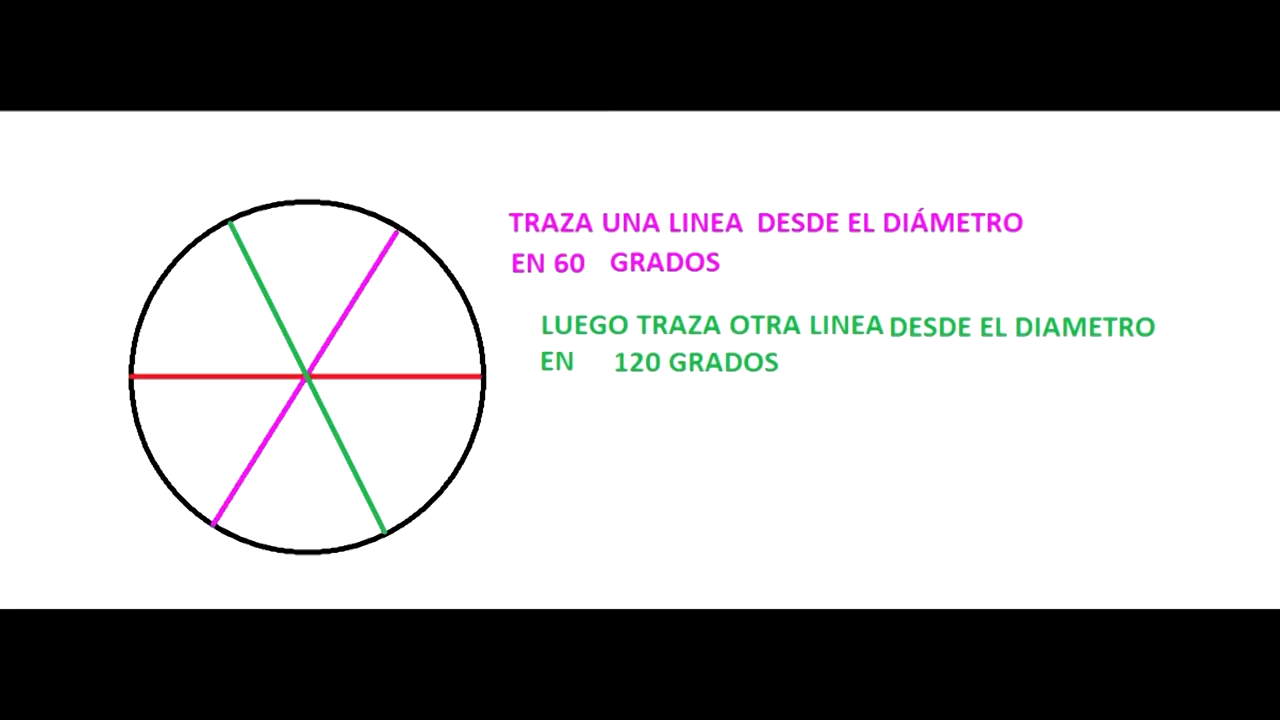 TRAZA UNA LINEA DESDE EL DIÁMETRO
EN 60 GRADOS
LUEGO TRAZA OTRA LINEA DESDE EL DIAMETRO
EN 120 GRADOS